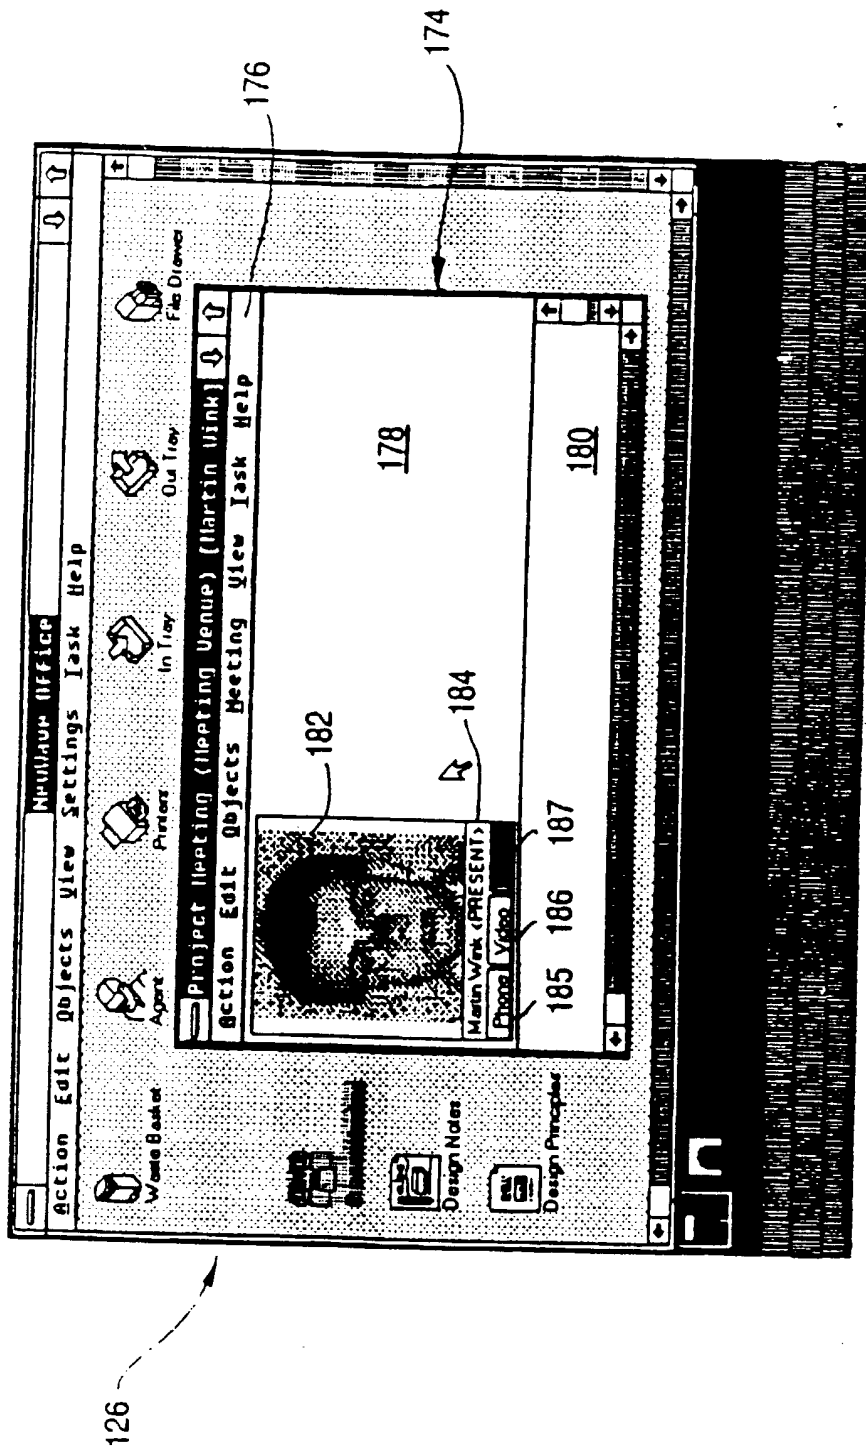 NewWave Office
Action Edit Objects View Settings Task Help
Waste Basket
Agent
Printers
In Tray
Out Tray
File Drawer
Project Meeting (Meeting Venue) (Martin Wink)
Action Edit Objects Meeting View Task Help
Martin Wink <PRESENT>
Phone
Video
Design Notes
Design Principles
126
174
176
178
180
182
184
185
186
187